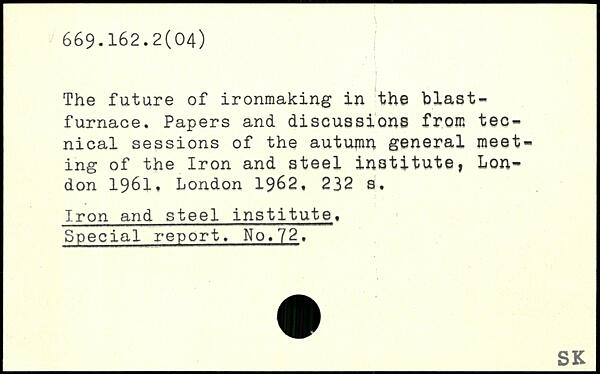 669.162.2(04)
The future of ironmaking in the blast-
furnace. Papers and discussions from tec-
nical sessions of the autumn general meet-
ing of the Iron and steel institute, Lon-
don 1961. London 1962. 232 s.
Iron and steel institute.
Special report. No.72.
SK